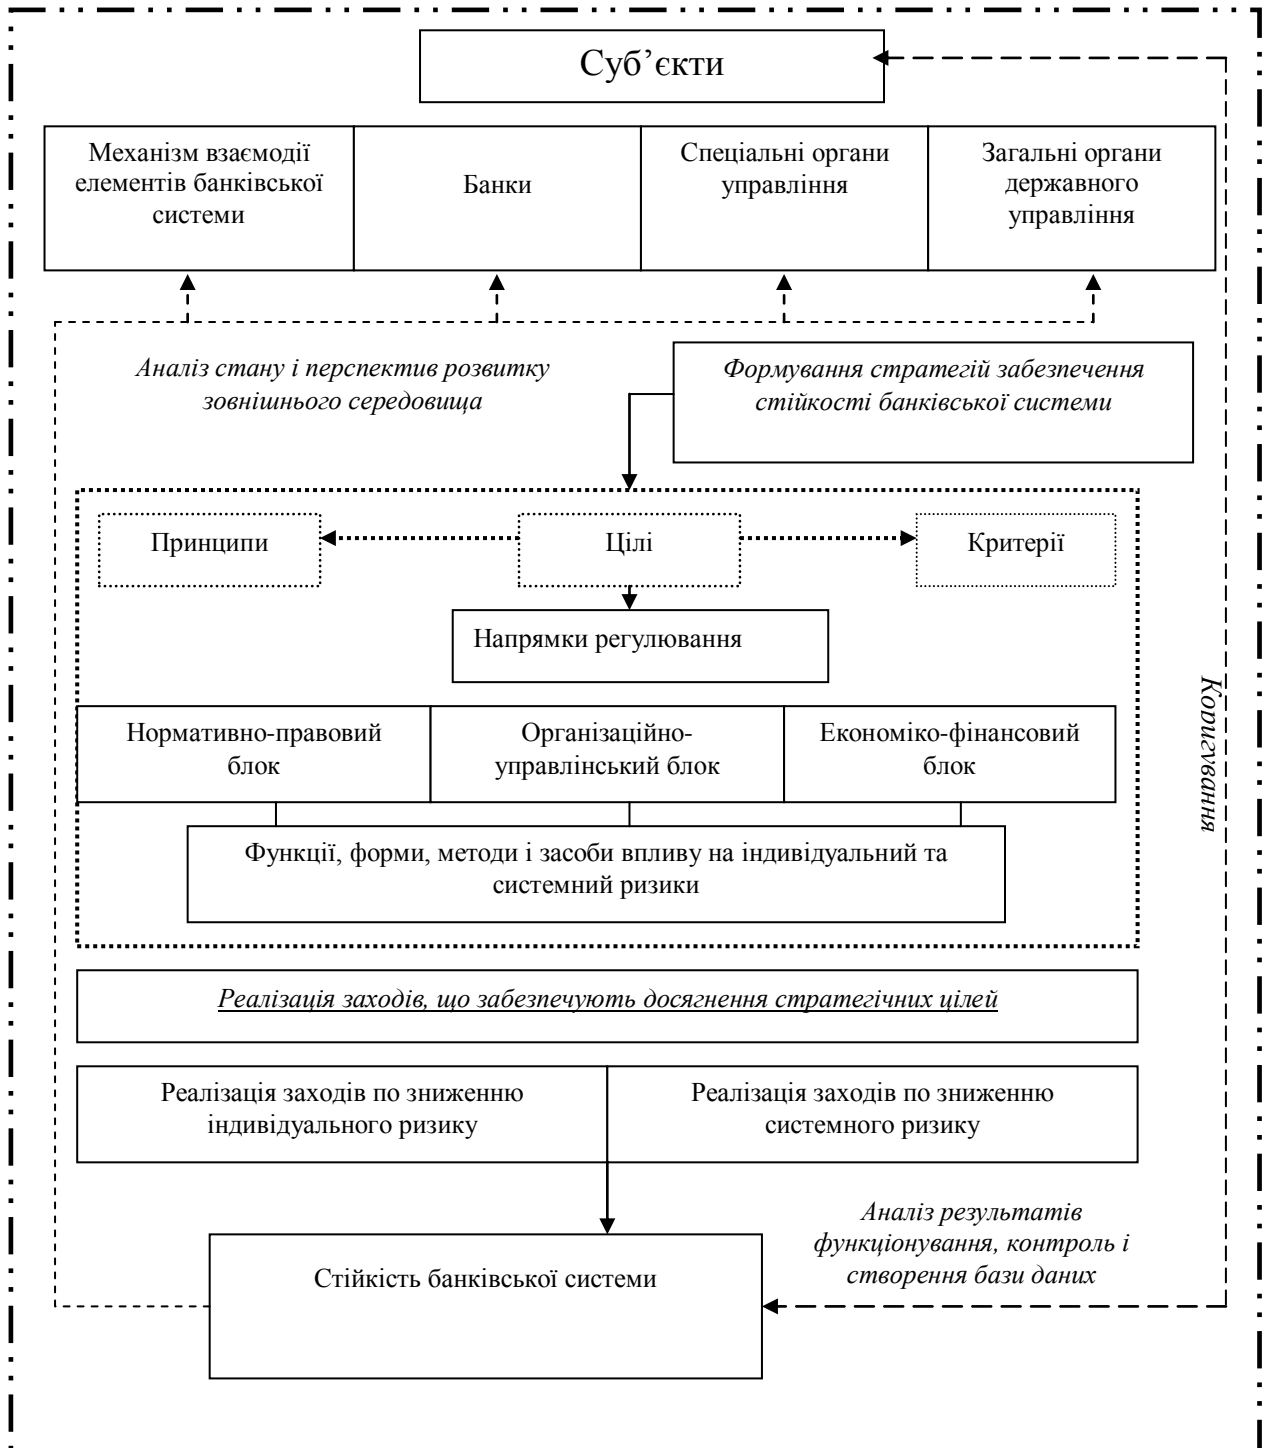 Суб’єкти
Механізм взаємодії
елементів банківської
системи
Банки
Спеціальні органи
управління
Загальні органи
державного
управління
Аналіз стану і перспектив розвитку
зовнішнього середовища
Формування стратегій забезпечення
стійкості банківської системи
Принципи
Цілі
Критерії
Напрямки регулювання
Нормативно-правовий
блок
Організаційно-
управлінський блок
Економіко-фінансовий
блок
Функції, форми, методи і засоби впливу на індивідуальний та
системний ризики
Коригування
Реалізація заходів, що забезпечують досягнення стратегічних цілей
Реалізація заходів по зниженню
індивідуального ризику
Реалізація заходів по зниженню
системного ризику
Аналіз результатів
функціонування, контроль і
створення бази даних
Стійкість банківської системи